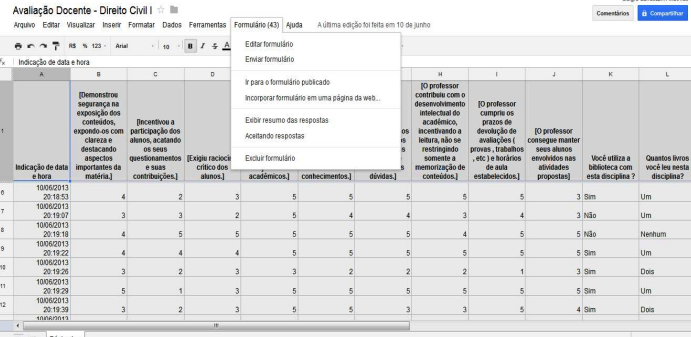 Avaliação Docente - Direito Civil I
Arquivo Editar Visualizar Inserir Formatar Dados Ferramentas Formulário (43) Ajuda A última edição foi feita em 10 de junho
Comentários Compartilhar
R$ % 123 Arial 10 B I S A
Editar formulário
Enviar formulário
Ir para o formulário publicado
Incorporar formulário em uma página da web...
Exibir resumo das respostas
Aceitando respostas
Excluir formulário
fx Indicação de data e hora
A B C D H I J K L
1
Indicação de data
e hora
[Demonstrou
segurança na
exposição dos
conteúdos,
expondo-os com
clareza e
destacando
aspectos
importantes da
matéria.]
[Incentivou a
participação dos
alunos, acatando
os seus
questionamentos
e suas
contribuições.]
[Exigiu raciocín
crítico dos
alunos.]
acadêmicos.]
conhecimentos.]
dúvidas.]
[O professor
contribuiu com o
desenvolvimento
intelectual do
acadêmico,
incentivando a
leitura, não se
restringindo
somente a
memorização de
conteúdos.]
[O professor
cumpriu os
prazos de
devolução de
avaliações (
provas , trabalhos
, etc ) e horários
de aula
estabelecidos.]
[O professor
consegue manter
seus alunos
envolvidos nas
atividades
propostas]
Você utiliza a
biblioteca com
esta disciplina ?
Quantos livros
você leu nesta
disciplina?
6 10/06/2013
20:18:53 4 2 3 5 5 5 5 5 3 Sim Um
7 10/06/2013
20:19:07 3 3 2 5 4 4 3 4 3 Não Um
8 10/06/2013
20:19:18 4 5 5 5 5 5 4 5 5 Não Nenhum
9 10/06/2013
20:19:22 4 4 4 5 5 5 5 5 5 Sim Um
10 10/06/2013
20:19:26 3 2 3 3 2 2 2 1 3 Sim Dois
11 10/06/2013
20:19:29 5 1 3 5 5 5 5 5 5 Sim Um
12 10/06/2013
20:19:39 3 2 3 5 5 3 3 5 4 Sim Dois
10/06/2013